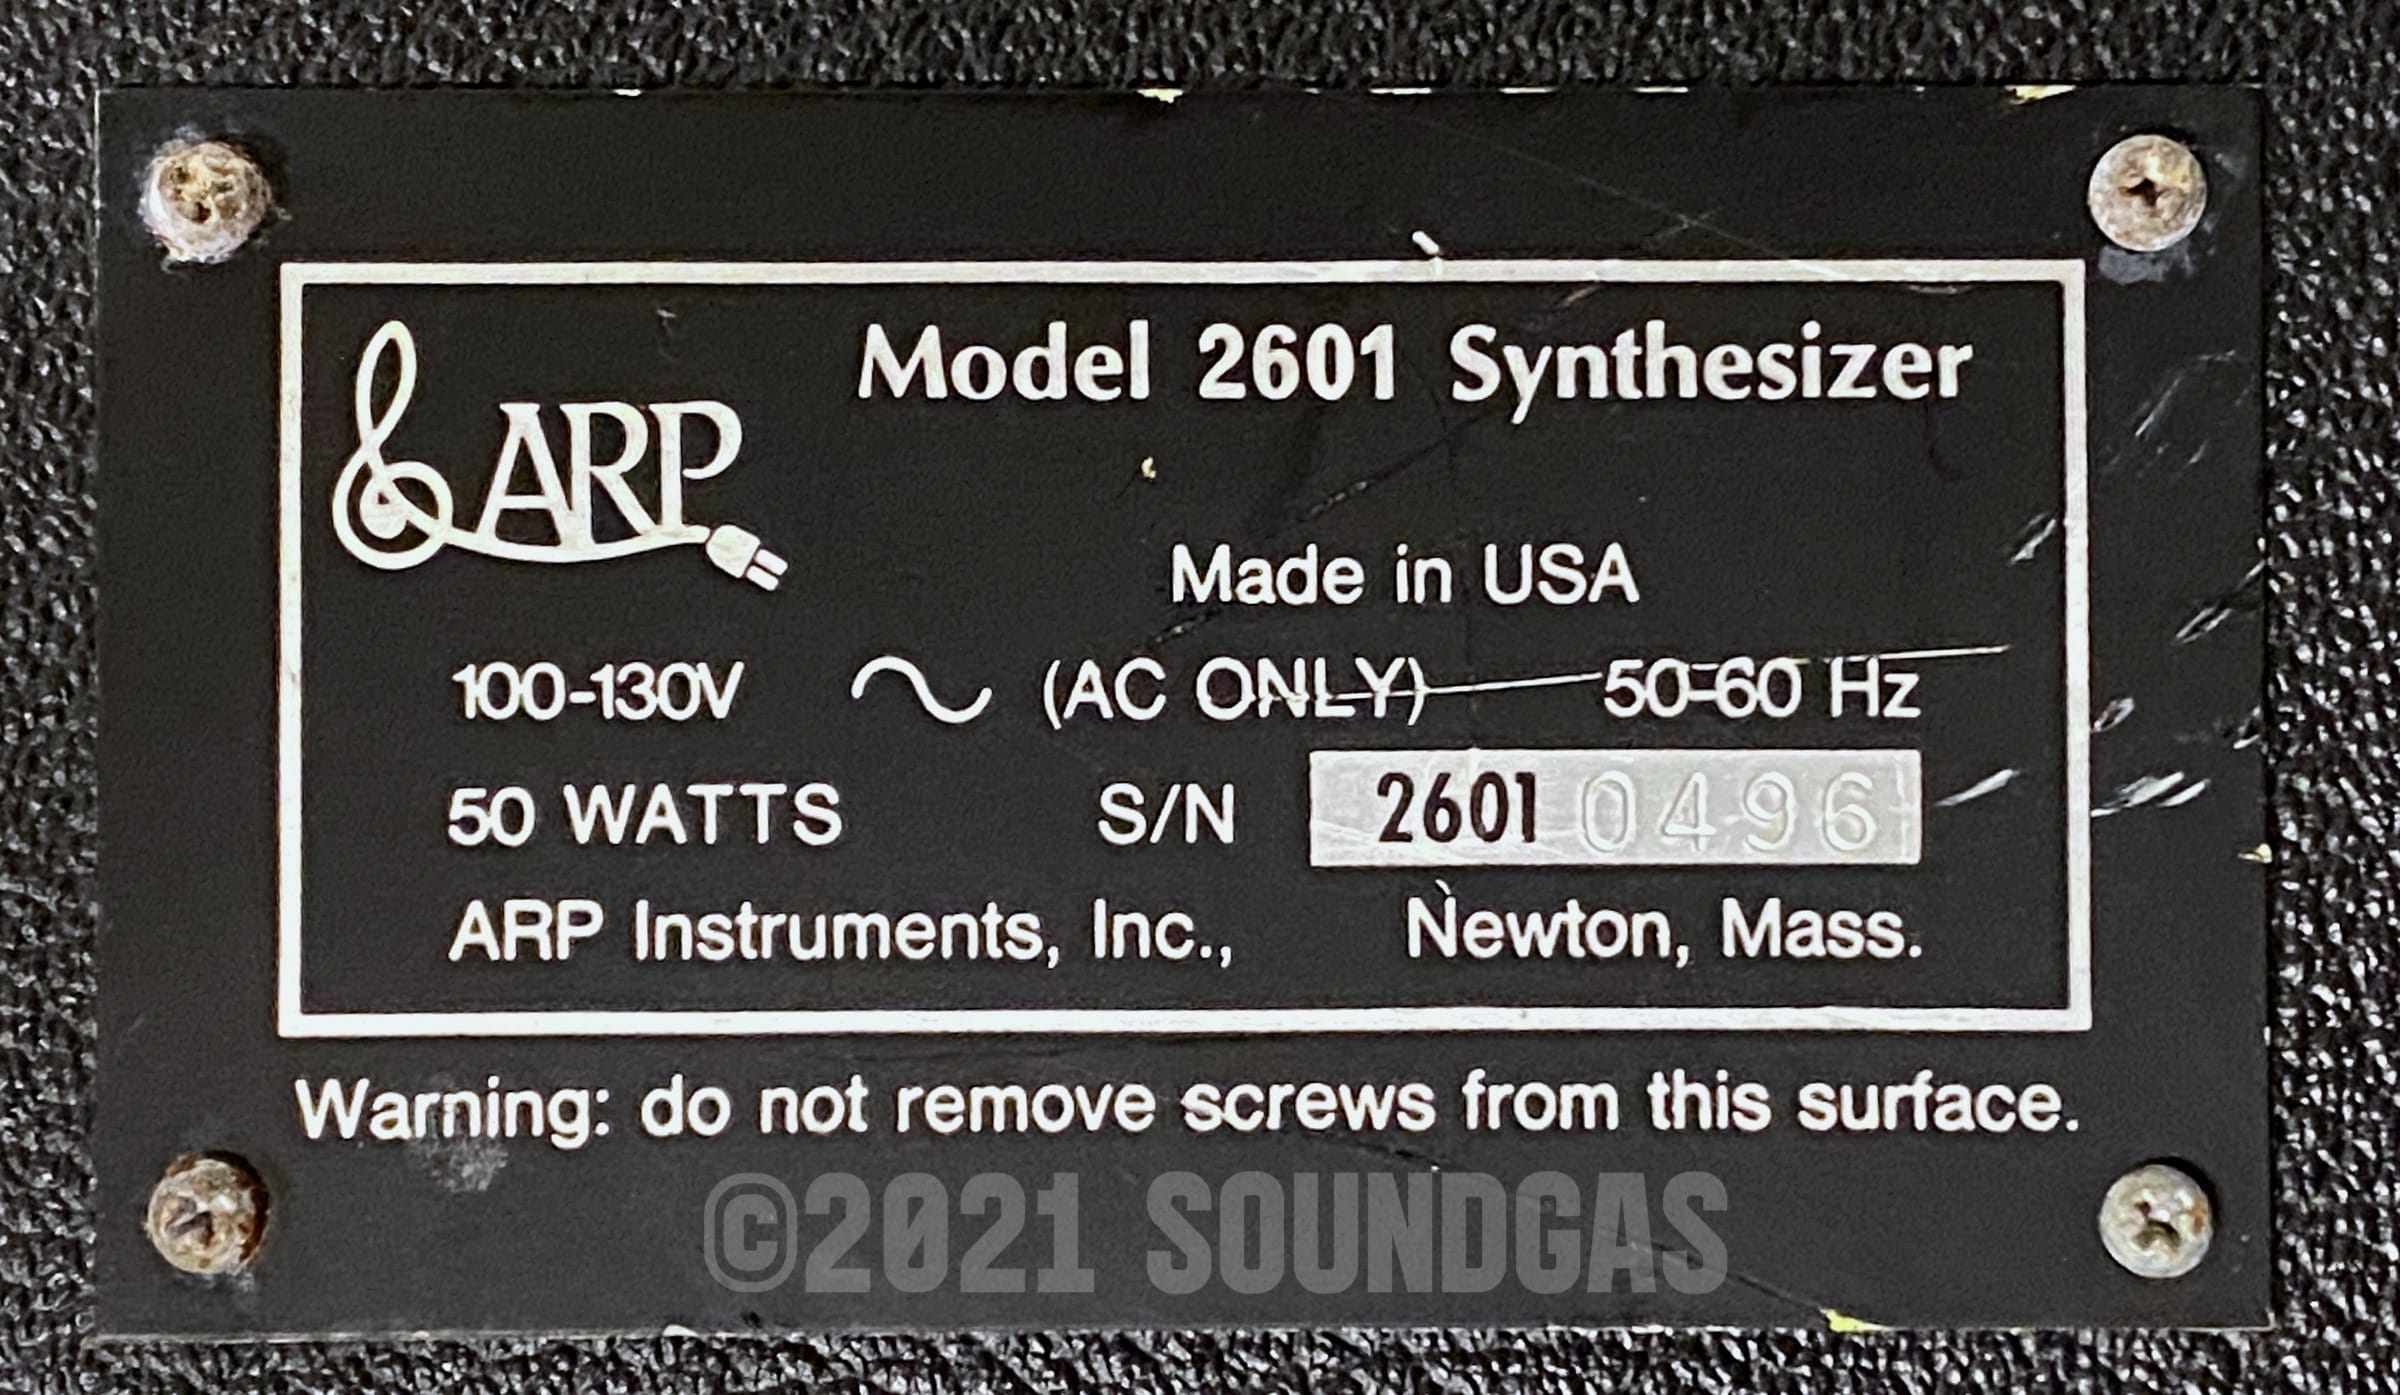 ARP
Model 2601 Synthesizer
Made in USA
100-130V ~ (AC ONLY) 50-60 Hz
50 WATTS S/N 2601 0496
ARP Instruments, Inc., Newton, Mass.
Warning: do not remove screws from this surface.
©2021 SOUNDGAS